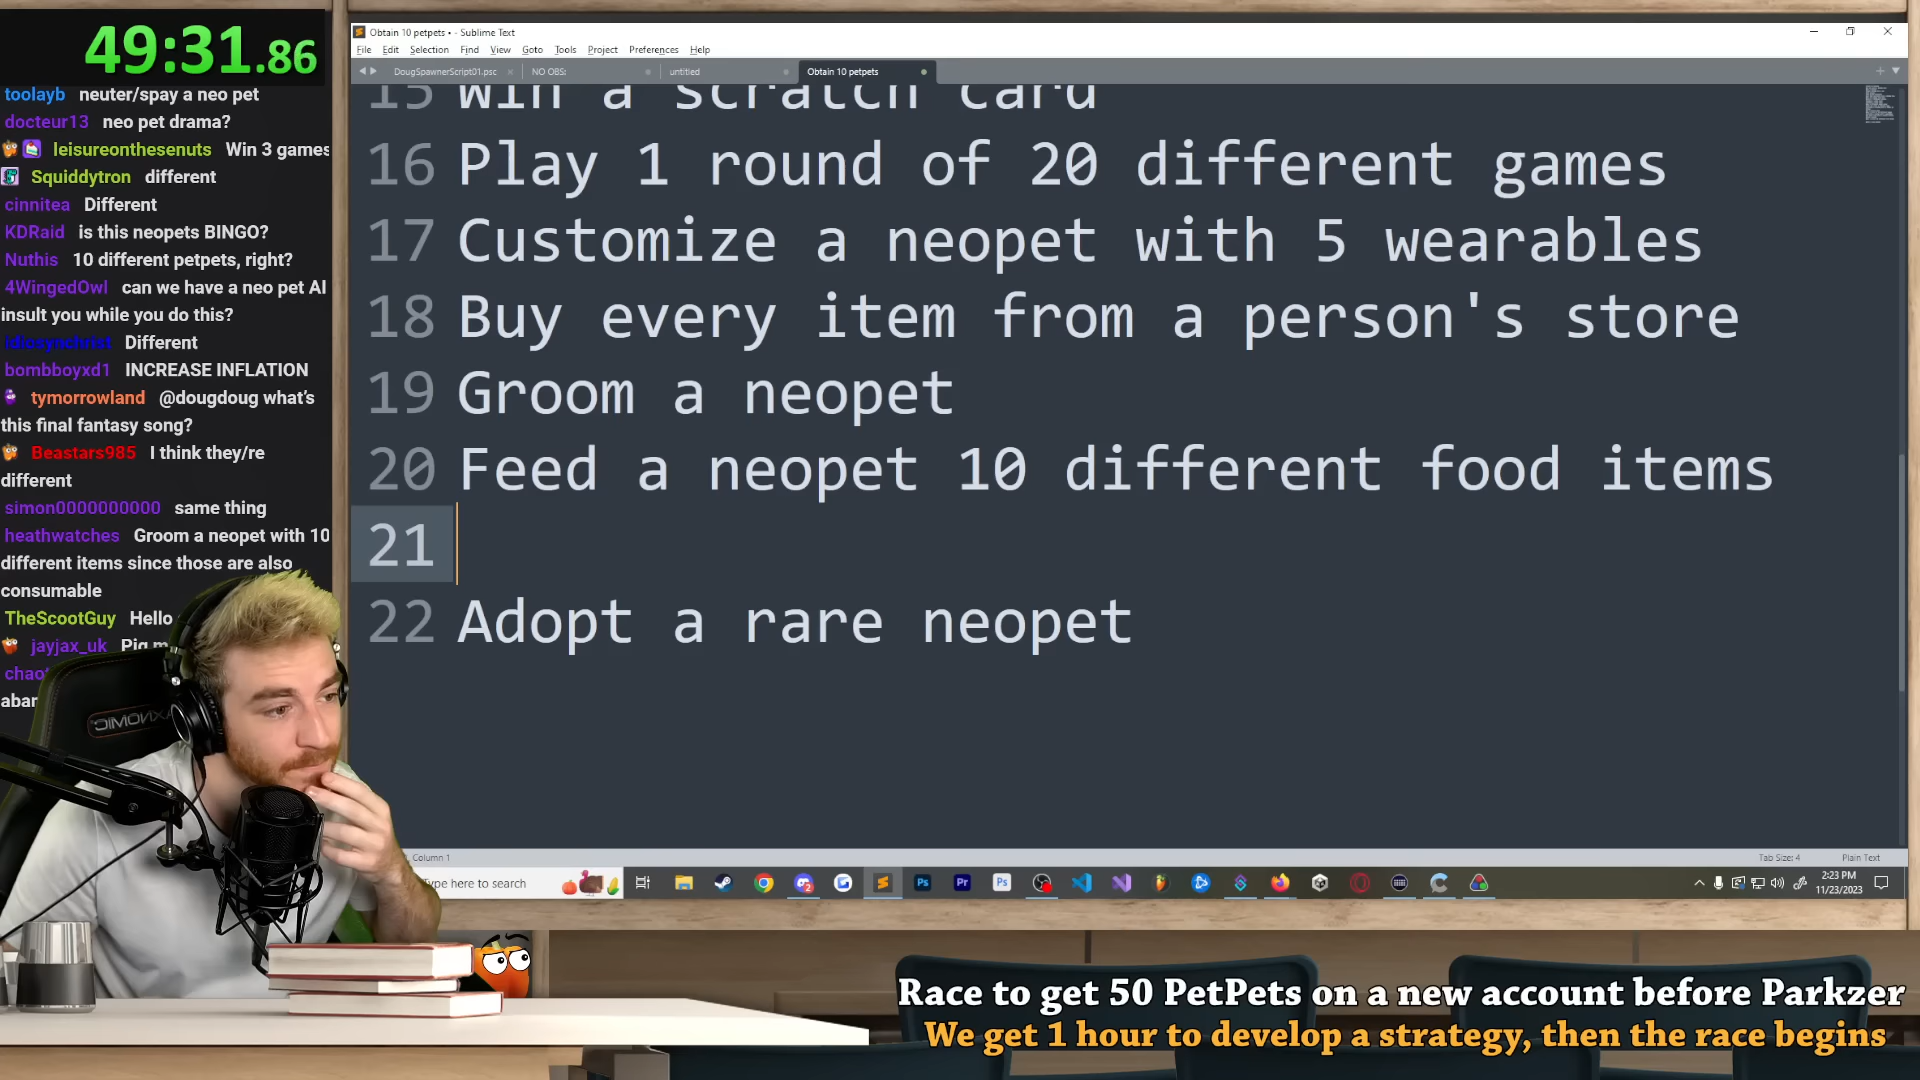 49:31.86
toolayb neuter/spay a neo pet
docteur13 neo pet drama?
leisureonthesenuts Win 3 games
Squiddytron different
cinnitea Different
KDRaid is this neopets BINGO?
Nuthis 10 different petpets, right?
4WingedOwl can we have a neo pet AI
insult you while you do this?
idiosynchrist Different
bombboyxd1 INCREASE INFLATION
tymorrowland @dougdoug what's
this final fantasy song?
Beastars985 I think they/re
different
simon0000000000 same thing
heathwatches Groom a neopet with 10
different items since those are also
consumable
TheScootGuy Hello
jayjax_uk Pig
Obtain 10 petpets • - Sublime Text
File Edit Selection Find View Goto Tools Project Preferences Help
DougSpawnerScript01.psc NO OBS: untitled Obtain 10 petpets
15 Win a scratch card
16 Play 1 round of 20 different games
17 Customize a neopet with 5 wearables
18 Buy every item from a person's store
19 Groom a neopet
20 Feed a neopet 10 different food items
21
22 Adopt a rare neopet
Column 1 Tab Size: 4 Plain Text
Type here to search
2:23 PM
11/23/2023
Race to get 50 PetPets on a new account before Parkzer
We get 1 hour to develop a strategy, then the race begins